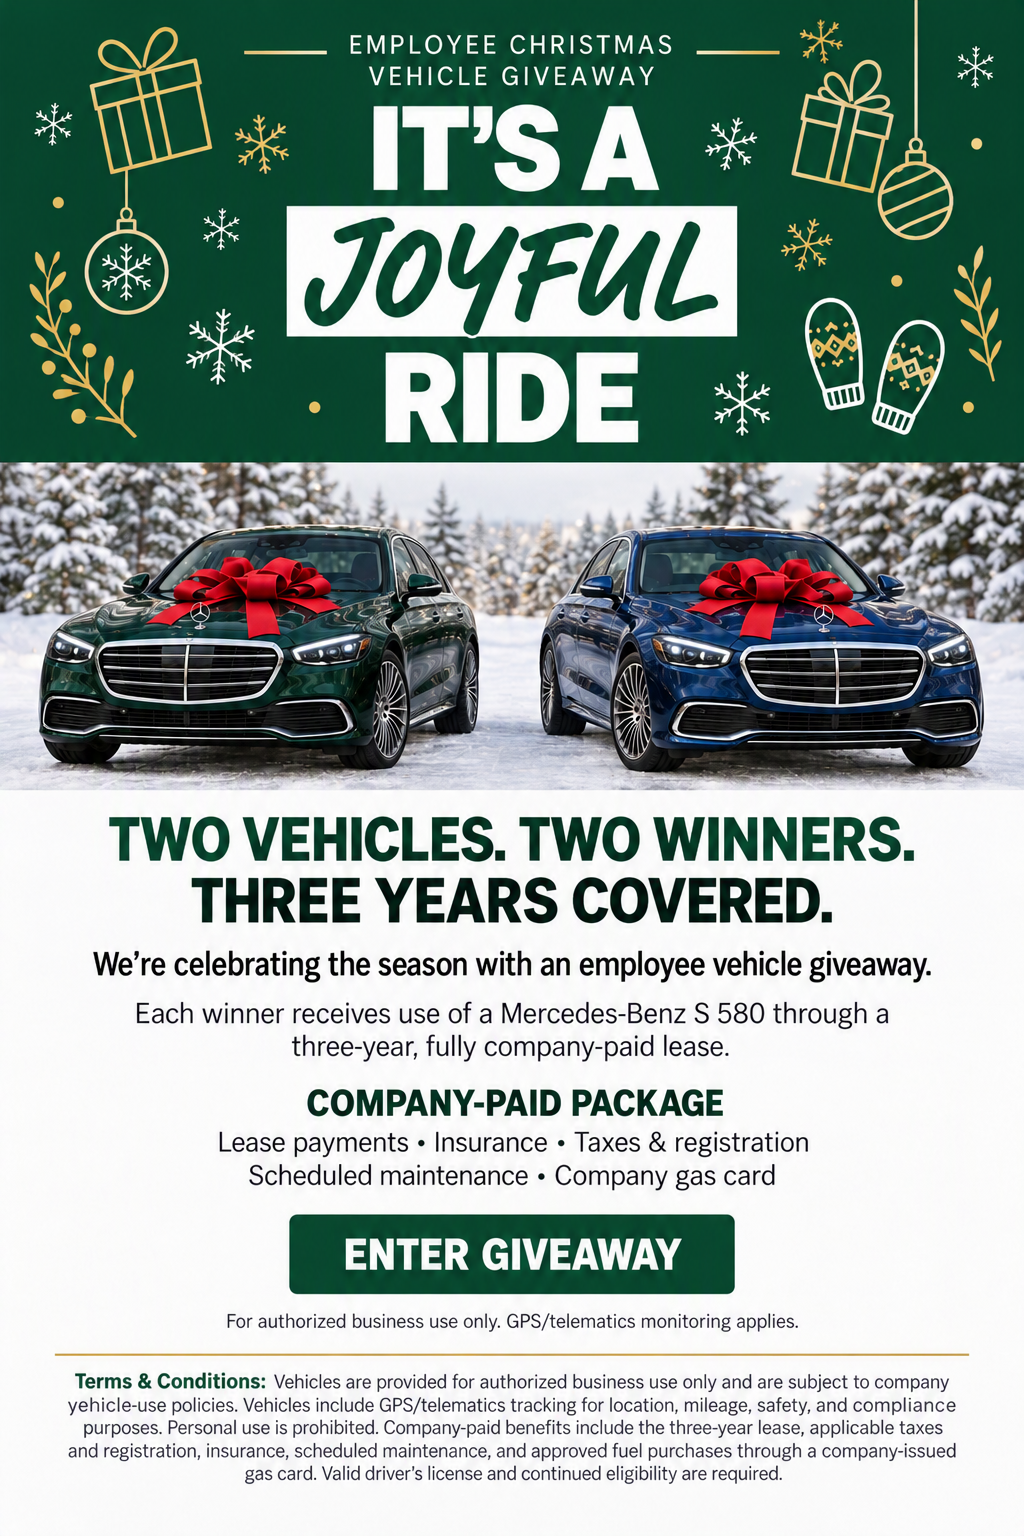 EMPLOYEE CHRISTMAS
VEHICLE GIVEAWAY
IT'S A
JOYFUL
RIDE
TWO VEHICLES. TWO WINNERS.
THREE YEARS COVERED.
We're celebrating the season with an employee vehicle giveaway.
Each winner receives use of a Mercedes-Benz S 580 through a
three-year, fully company-paid lease.
COMPANY-PAID PACKAGE
Lease payments • Insurance • Taxes & registration
Scheduled maintenance • Company gas card
ENTER GIVEAWAY
For authorized business use only. GPS/telematics monitoring applies.
Terms & Conditions: Vehicles are provided for authorized business use only and are subject to company
vehicle-use policies. Vehicles include GPS/telematics tracking for location, mileage, safety, and compliance
purposes. Personal use is prohibited. Company-paid benefits include the three-year lease, applicable taxes
and registration, insurance, scheduled maintenance, and approved fuel purchases through a company-issued
gas card. Valid driver's license and continued eligibility are required.